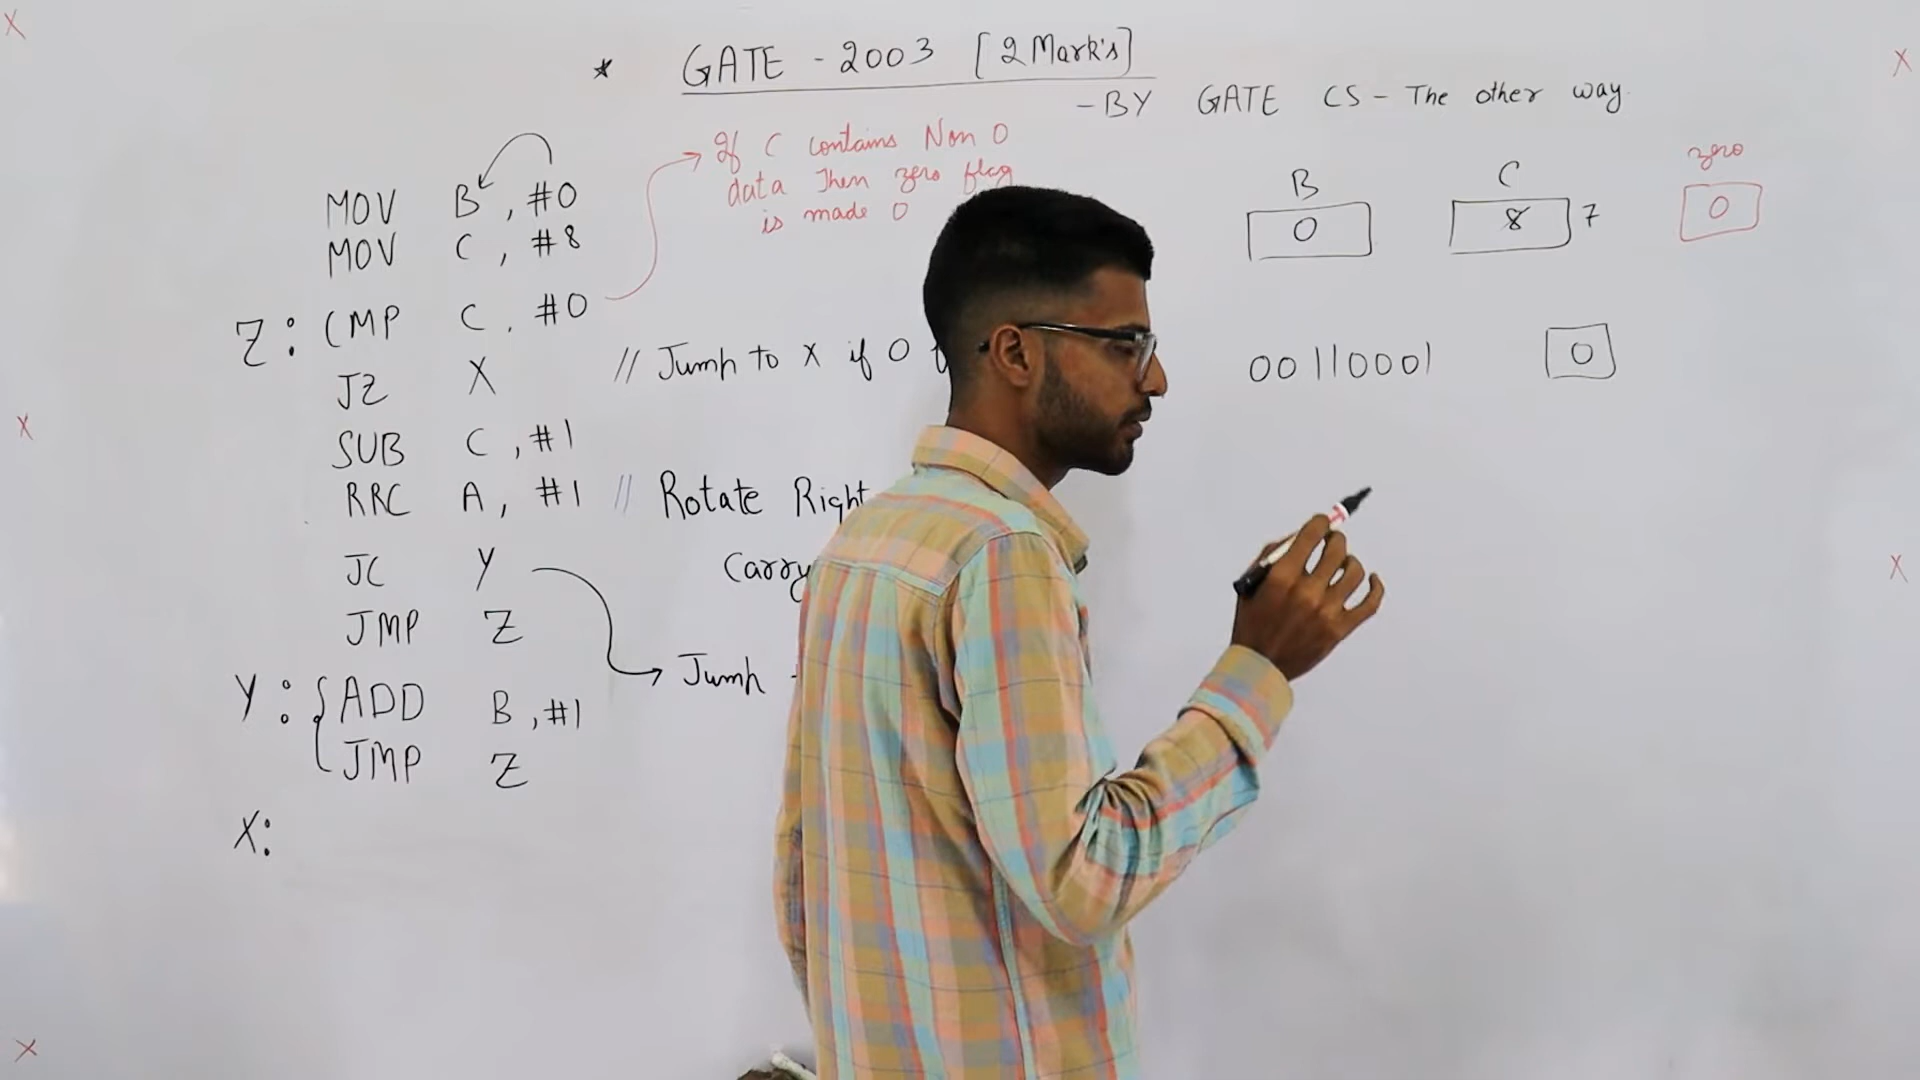 * GATE - 2003 [2 Mark's]
- BY GATE CS - The other way
If C contains Non 0
data Then zero flag
is made 0
MOV B, #0
MOV C, #8
Z: CMP C, #0
JZ X // Jump to X if 0
SUB C, #1
RRC A, #1 // Rotate Right
Carry
JC Y
JMP Z
Jump
Y: { ADD B, #1
JMP Z
X:
B C zero
0 8 7 0
00110001 0